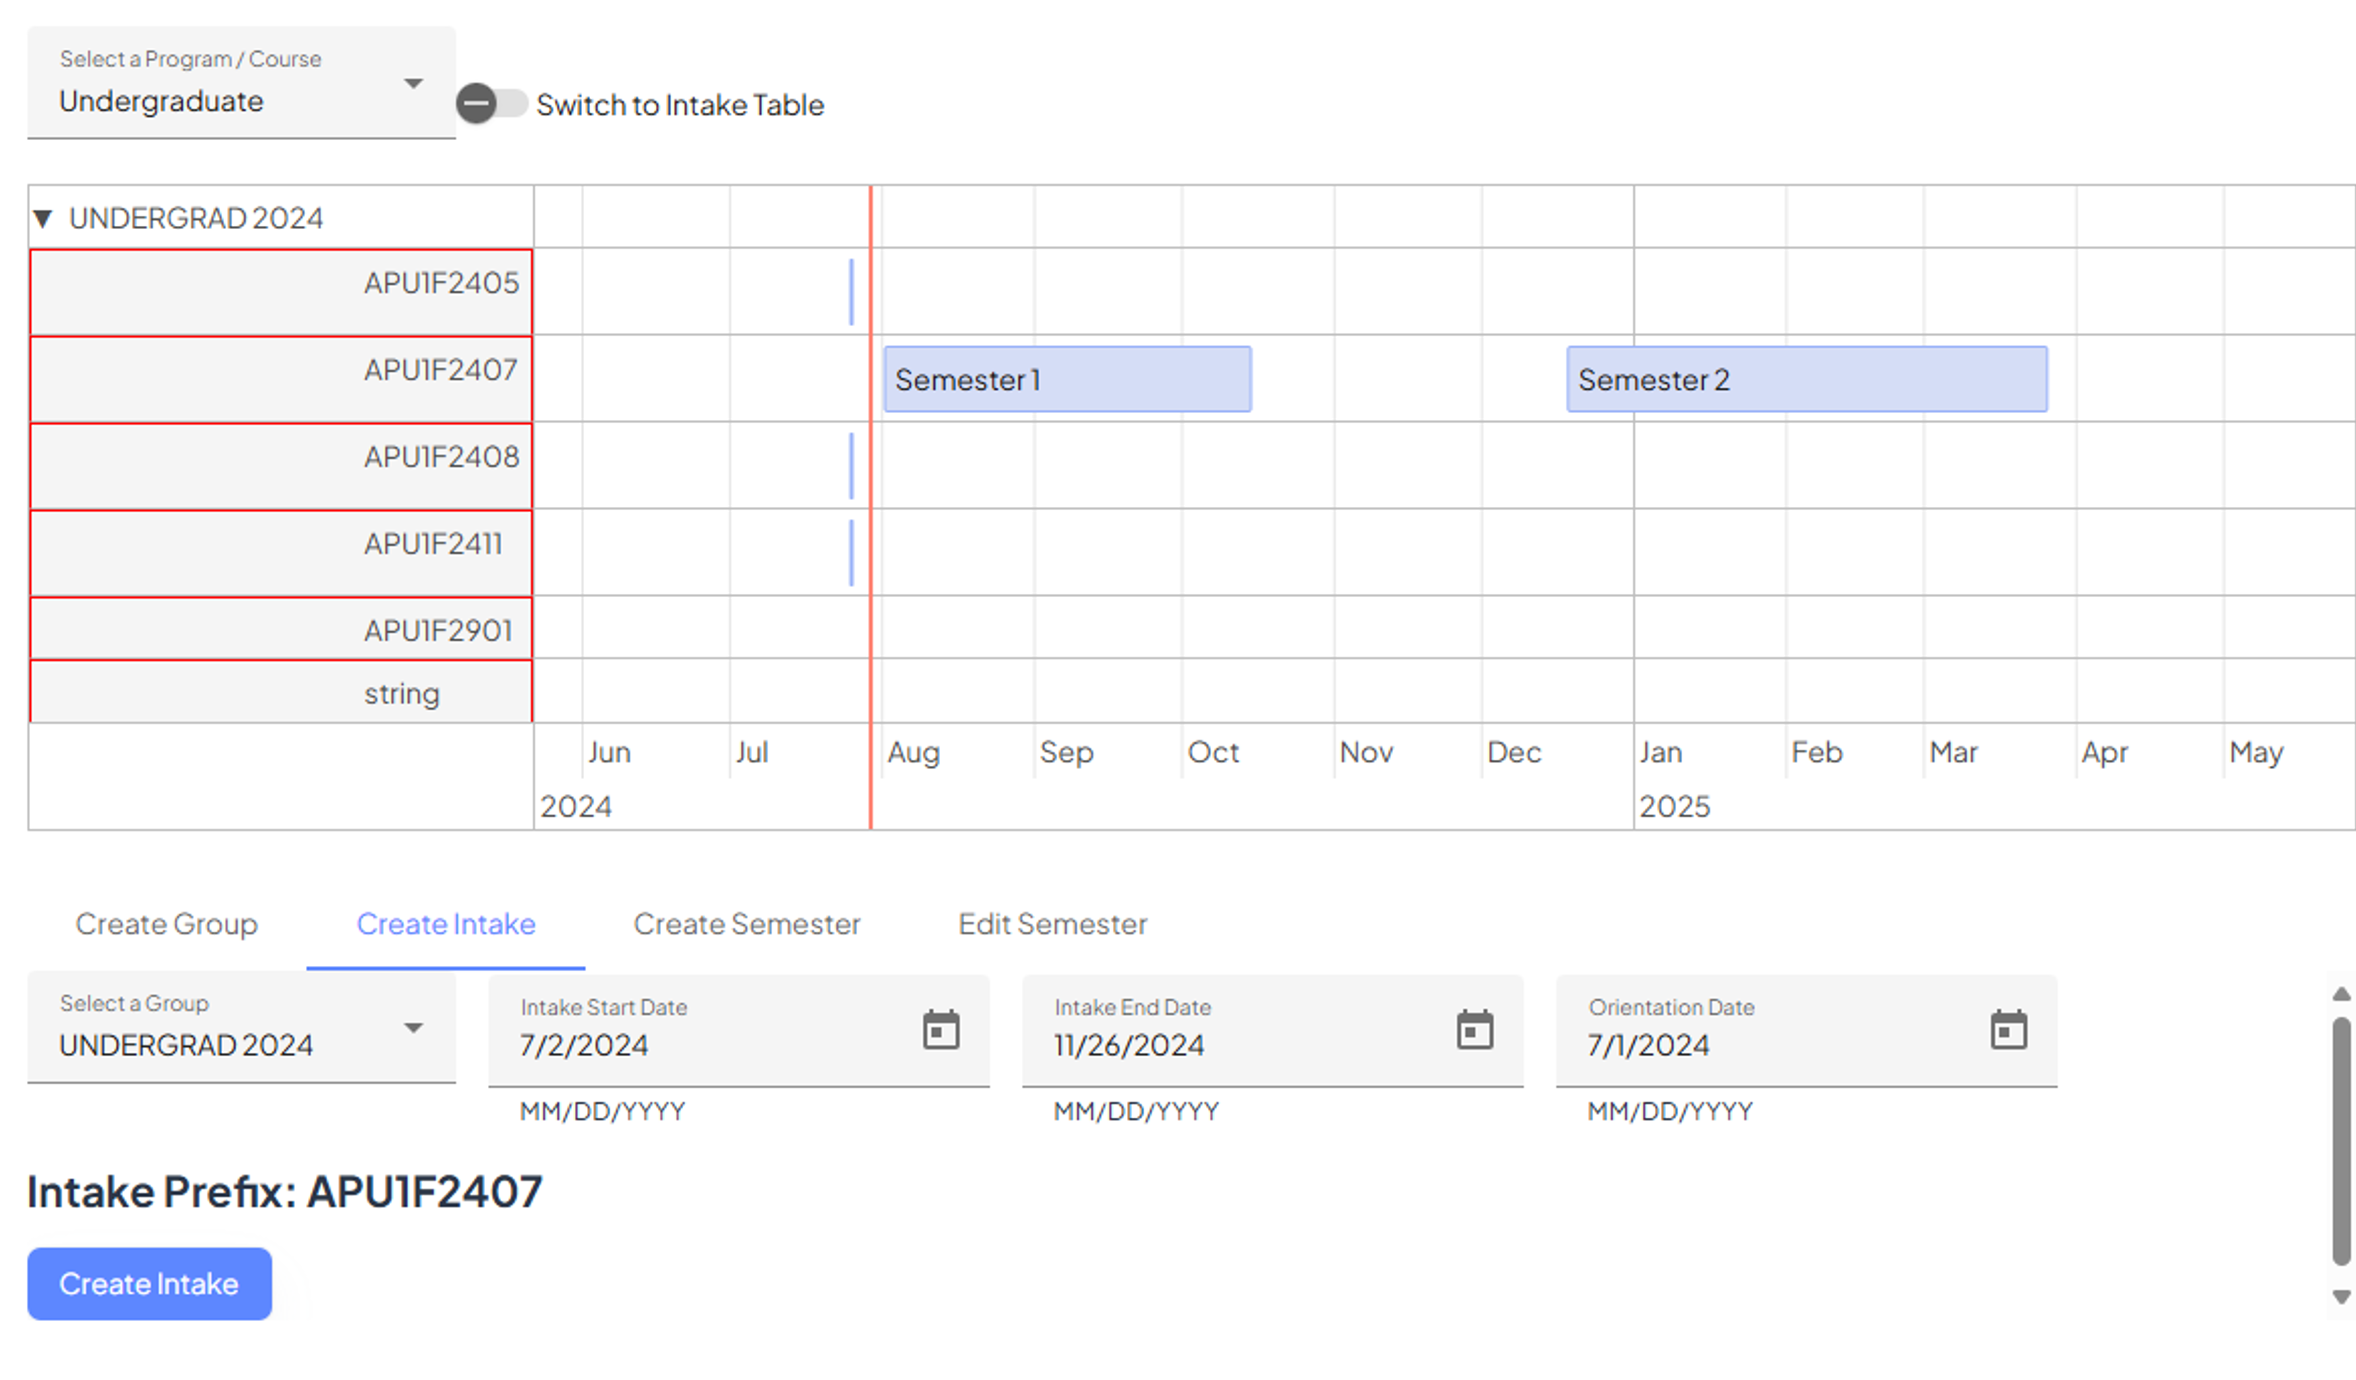 Select a Program / Course
Undergraduate
Switch to Intake Table
UNDERGRAD 2024
APU1F2405
APU1F2407
Semester 1
Semester 2
APU1F2408
APU1F2411
APU1F2901
string
Jun Jul Aug Sep Oct Nov Dec Jan Feb Mar Apr May
2024 2025
Create Group Create Intake Create Semester Edit Semester
Select a Group
UNDERGRAD 2024
Intake Start Date
7/2/2024
MM/DD/YYYY
Intake End Date
11/26/2024
MM/DD/YYYY
Orientation Date
7/1/2024
MM/DD/YYYY
Intake Prefix: APU1F2407
Create Intake